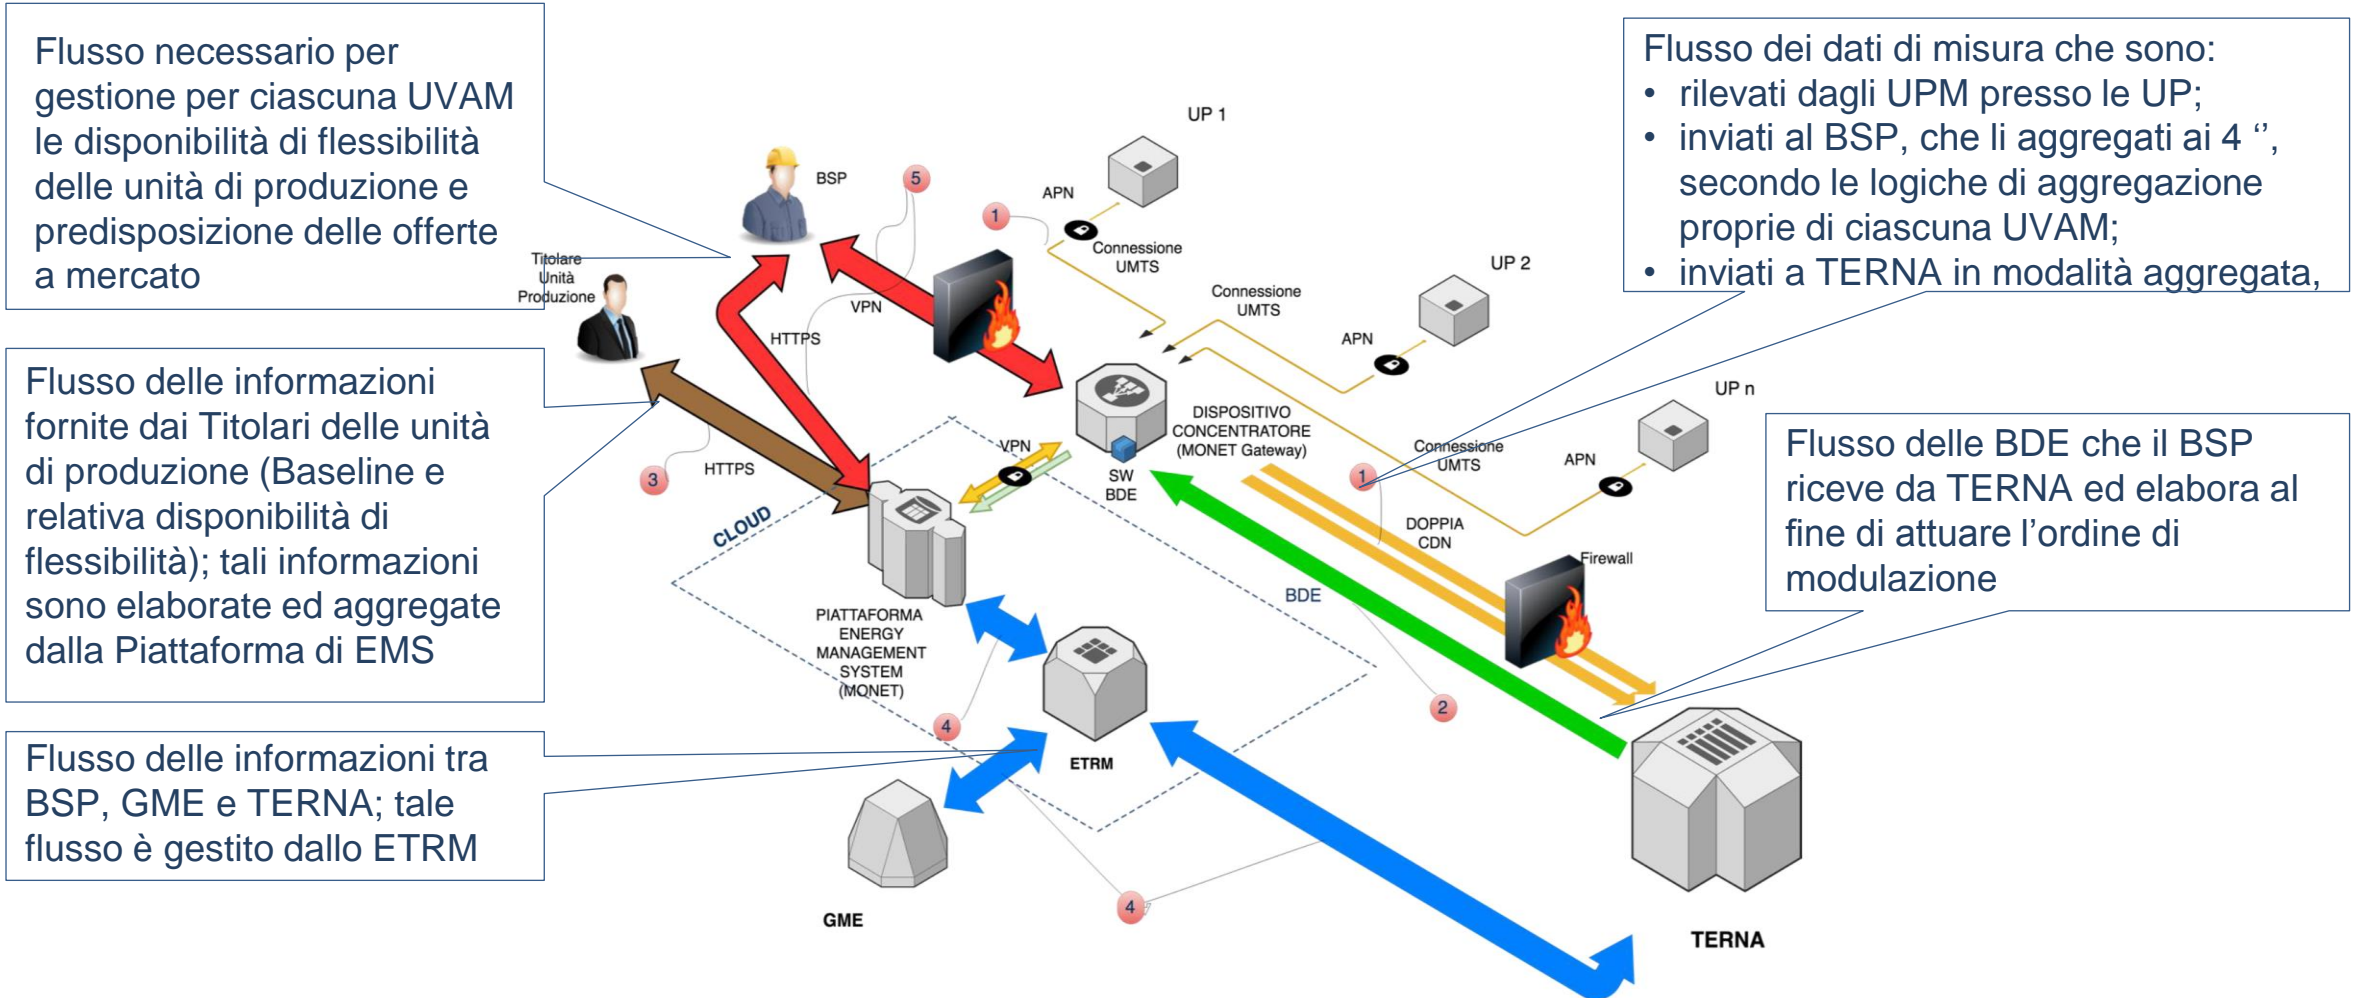 Flusso necessario per
gestione per ciascuna UVAM
le disponibilità di flessibilità
delle unità di produzione e
predisposizione delle offerte
a mercato
Flusso delle informazioni
fornite dai Titolari delle unità
di produzione (Baseline e
relativa disponibilità di
flessibilità); tali informazioni
sono elaborate ed aggregate
dalla Piattaforma di EMS
Flusso delle informazioni tra
BSP, GME e TERNA; tale
flusso è gestito dallo ETRM
BSP
5
Titolare
Unità
Produzione
VPN
HTTPS
3
HTTPS
CLOUD
VPN
PIATTAFORMA
ENERGY
MANAGEMENT
SYSTEM
(MONET)
4
ETRM
GME
4
UP 1
APN
1
Connessione
UMTS
UP 2
Connessione
UMTS
APN
UP n
DISPOSITIVO
CONCENTRATORE
(MONET Gateway)
SW
BDE
Connessione
UMTS
APN
1
DOPPIA
CDN
Firewall
BDE
2
TERNA
Flusso dei dati di misura che sono:
• rilevati dagli UPM presso le UP;
• inviati al BSP, che li aggregati ai 4 ‘’,
secondo le logiche di aggregazione
proprie di ciascuna UVAM;
• inviati a TERNA in modalità aggregata,
Flusso delle BDE che il BSP
riceve da TERNA ed elabora al
fine di attuare l’ordine di
modulazione